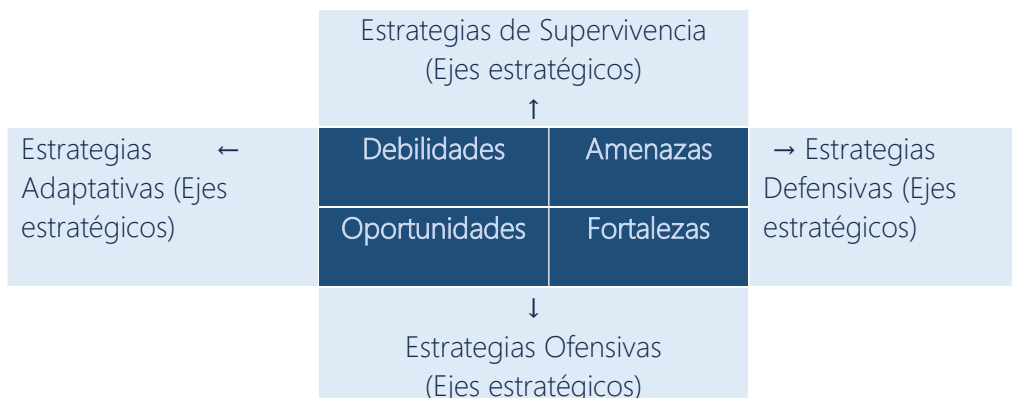 Estrategias de Supervivencia
(Ejes estratégicos)
↑
Estrategias ←
Adaptativas (Ejes
estratégicos)
Debilidades
Amenazas
Oportunidades
Fortalezas
→ Estrategias
Defensivas (Ejes
estratégicos)
↓
Estrategias Ofensivas
(Ejes estratégicos)